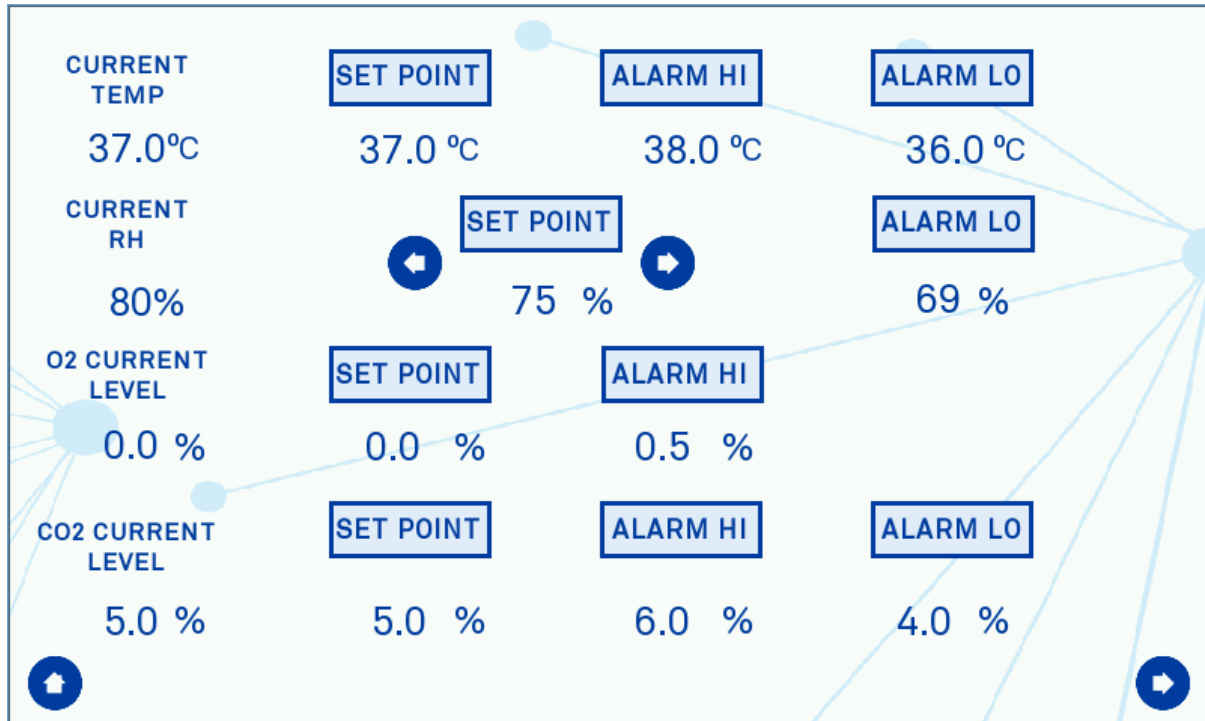 CURRENT TEMP
SET POINT
ALARM HI
ALARM LO
37.0ºC
37.0 ºC
38.0 ºC
36.0 ºC
CURRENT RH
SET POINT
ALARM LO
80%
75 %
69 %
O2 CURRENT LEVEL
SET POINT
ALARM HI
0.0 %
0.0 %
0.5 %
CO2 CURRENT LEVEL
SET POINT
ALARM HI
ALARM LO
5.0 %
5.0 %
6.0 %
4.0 %